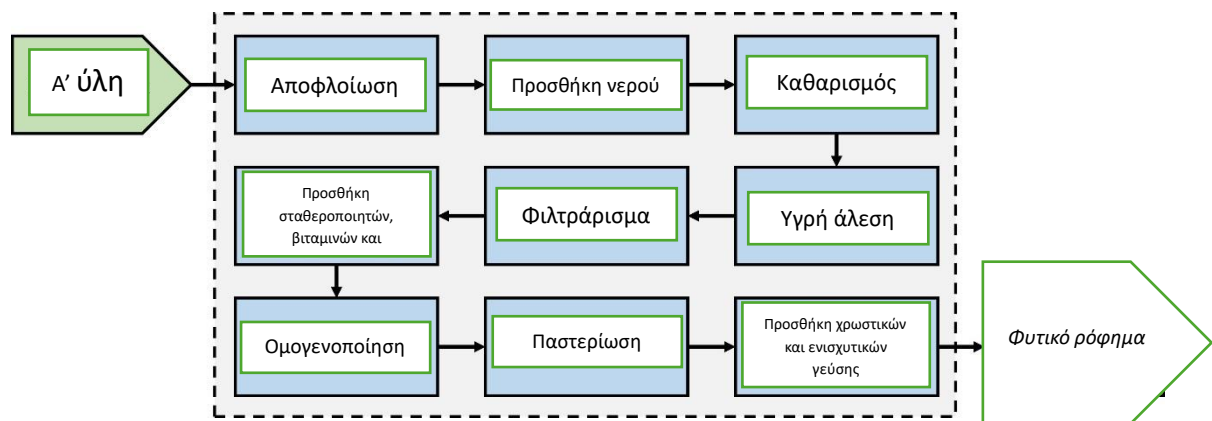 Α’ ύλη
Αποφλοίωση
Προσθήκη νερού
Καθαρισμός
Υγρή άλεση
Φιλτράρισμα
Προσθήκη
σταθεροποιητών,
βιταμινών και
Ομογενοποίηση
Παστερίωση
Προσθήκη χρωστικών
και ενισχυτικών
γεύσης
Φυτικό ρόφημα